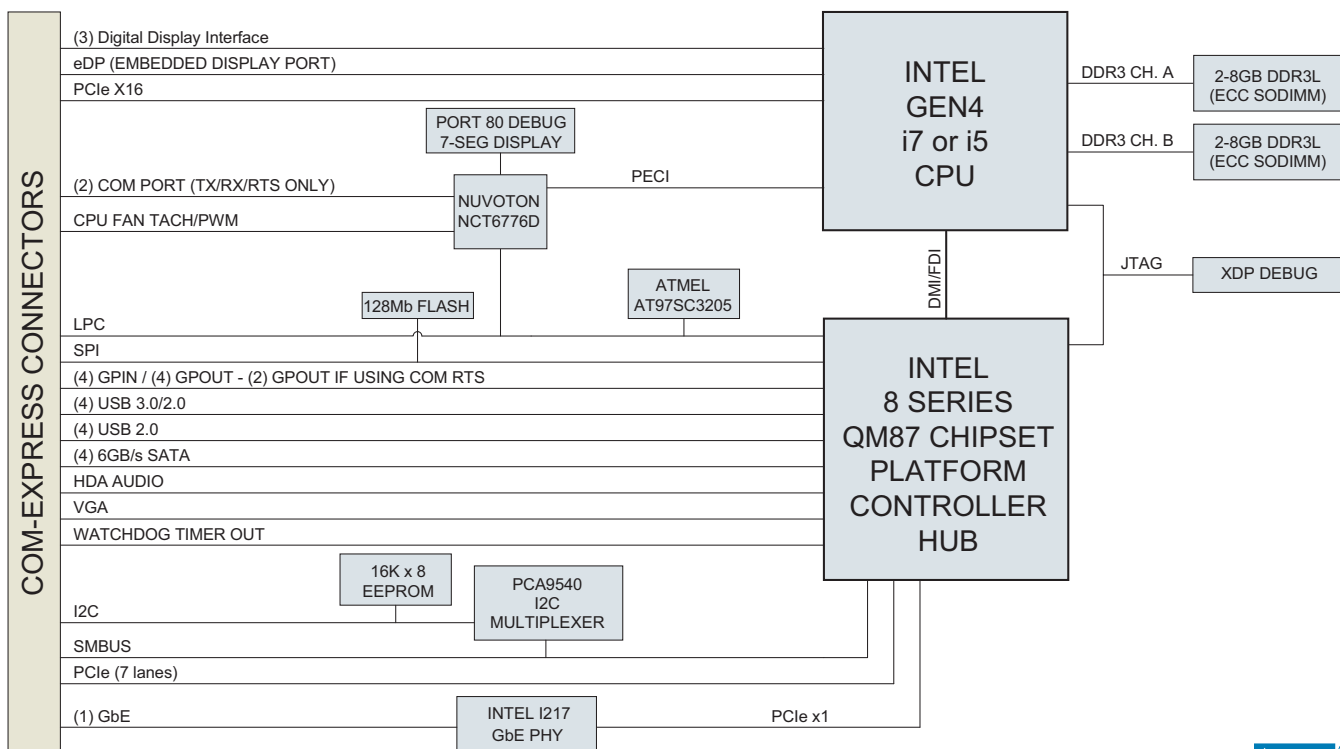 COM-EXPRESS CONNECTORS
(3) Digital Display Interface
eDP (EMBEDDED DISPLAY PORT)
PCIe X16
PORT 80 DEBUG
7-SEG DISPLAY
(2) COM PORT (TX/RX/RTS ONLY)
CPU FAN TACH/PWM
NUVOTON
NCT6776D
PECI
INTEL
GEN4
i7 or i5
CPU
DDR3 CH. A
2-8GB DDR3L
(ECC SODIMM)
DDR3 CH. B
2-8GB DDR3L
(ECC SODIMM)
JTAG
XDP DEBUG
DMI/FDI
128Mb FLASH
ATMEL
AT97SC3205
LPC
SPI
(4) GPIN / (4) GPOUT - (2) GPOUT IF USING COM RTS
(4) USB 3.0/2.0
(4) USB 2.0
(4) 6GB/s SATA
HDA AUDIO
VGA
WATCHDOG TIMER OUT
INTEL
8 SERIES
QM87 CHIPSET
PLATFORM
CONTROLLER
HUB
16K x 8
EEPROM
PCA9540
I2C
MULTIPLEXER
I2C
SMBUS
PCIe (7 lanes)
(1) GbE
INTEL I217
GbE PHY
PCIe x1